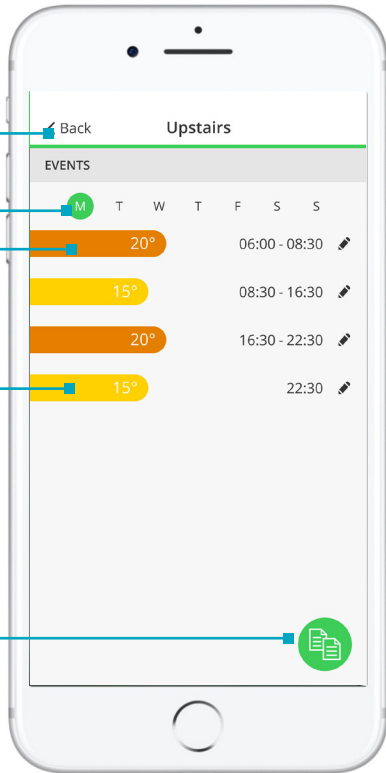 Back Upstairs
EVENTS
M T W T F S S
20° 06:00 - 08:30
15° 08:30 - 16:30
20° 16:30 - 22:30
15° 22:30